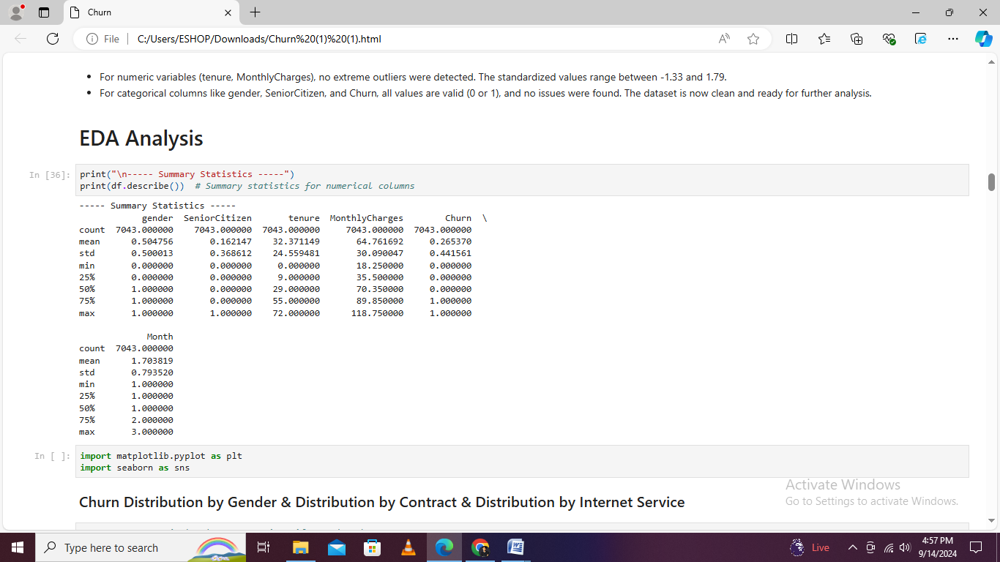 Churn
File
C:/Users/ESHOP/Downloads/Churn%20(1)%20(1).html
For numeric variables (tenure, MonthlyCharges), no extreme outliers were detected. The standardized values range between -1.33 and 1.79.
For categorical columns like gender, SeniorCitizen, and Churn, all values are valid (0 or 1), and no issues were found. The dataset is now clean and ready for further analysis.
EDA Analysis
In [36]: print("\n----- Summary Statistics -----")
print(df.describe()) # Summary statistics for numerical columns
----- Summary Statistics -----
gender SeniorCitizen tenure MonthlyCharges Churn \
count 7043.000000 7043.000000 7043.000000 7043.000000 7043.000000
mean 0.504756 0.162147 32.371149 64.761692 0.265370
std 0.500013 0.368612 24.559481 30.090047 0.441561
min 0.000000 0.000000 0.000000 18.250000 0.000000
25% 0.000000 0.000000 9.000000 35.500000 0.000000
50% 1.000000 0.000000 29.000000 70.350000 0.000000
75% 1.000000 0.000000 55.000000 89.850000 1.000000
max 1.000000 1.000000 72.000000 118.750000 1.000000
Month
count 7043.000000
mean 1.703819
std 0.793520
min 1.000000
25% 1.000000
50% 1.000000
75% 2.000000
max 3.000000
In [ ]: import matplotlib.pyplot as plt
import seaborn as sns
Churn Distribution by Gender & Distribution by Contract & Distribution by Internet Service
Activate Windows
Go to Settings to activate Windows.
Type here to search
Live
4:57 PM
9/14/2024